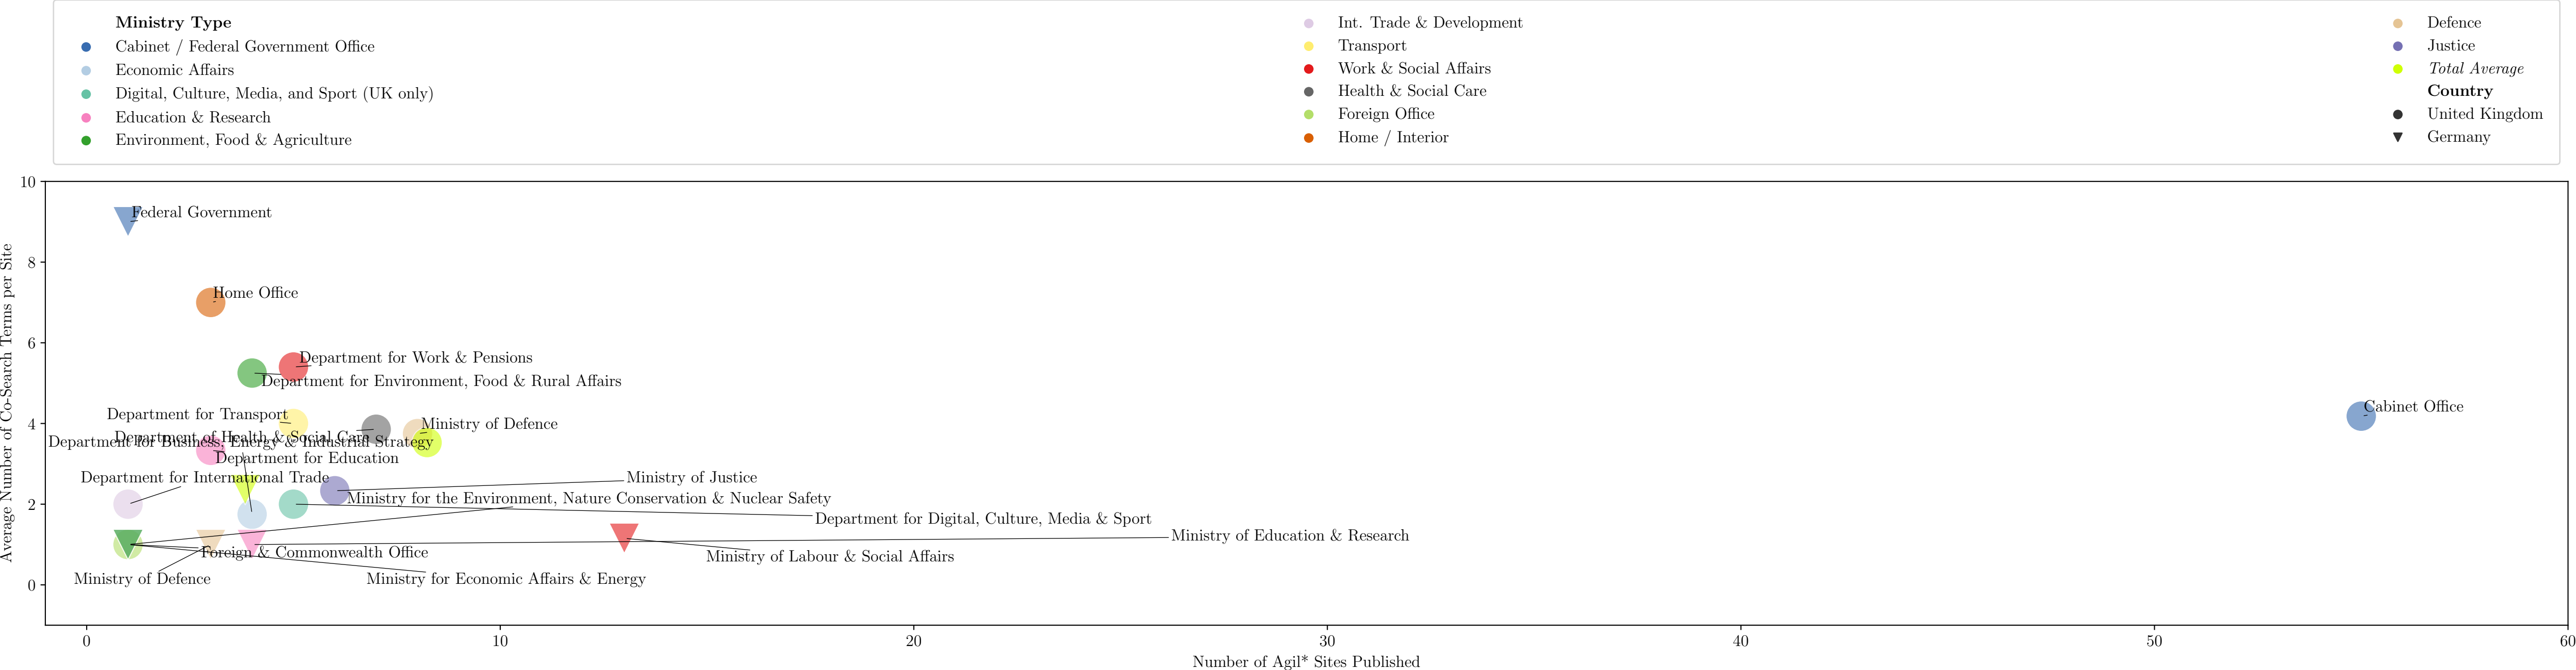 Ministry Type
Cabinet / Federal Government Office
Economic Affairs
Digital, Culture, Media, and Sport (UK only)
Education & Research
Environment, Food & Agriculture
Int. Trade & Development
Transport
Work & Social Affairs
Health & Social Care
Foreign Office
Home / Interior
Defence
Justice
Total Average
Country
United Kingdom
Germany
Average Number of Co-Search Terms per Site
10
8
6
4
2
0
Federal Government
Home Office
Department for Work & Pensions
Department for Environment, Food & Rural Affairs
Cabinet Office
Department for Transport
Ministry of Defence
Department of Health & Social Care
Department for Business, Energy & Industrial Strategy
Department for Education
Department for International Trade
Ministry of Justice
Ministry for the Environment, Nature Conservation & Nuclear Safety
Department for Digital, Culture, Media & Sport
Ministry of Education & Research
Foreign & Commonwealth Office
Ministry of Labour & Social Affairs
Ministry of Defence
Ministry for Economic Affairs & Energy
0
10
20
30
40
50
60
Number of Agil* Sites Published